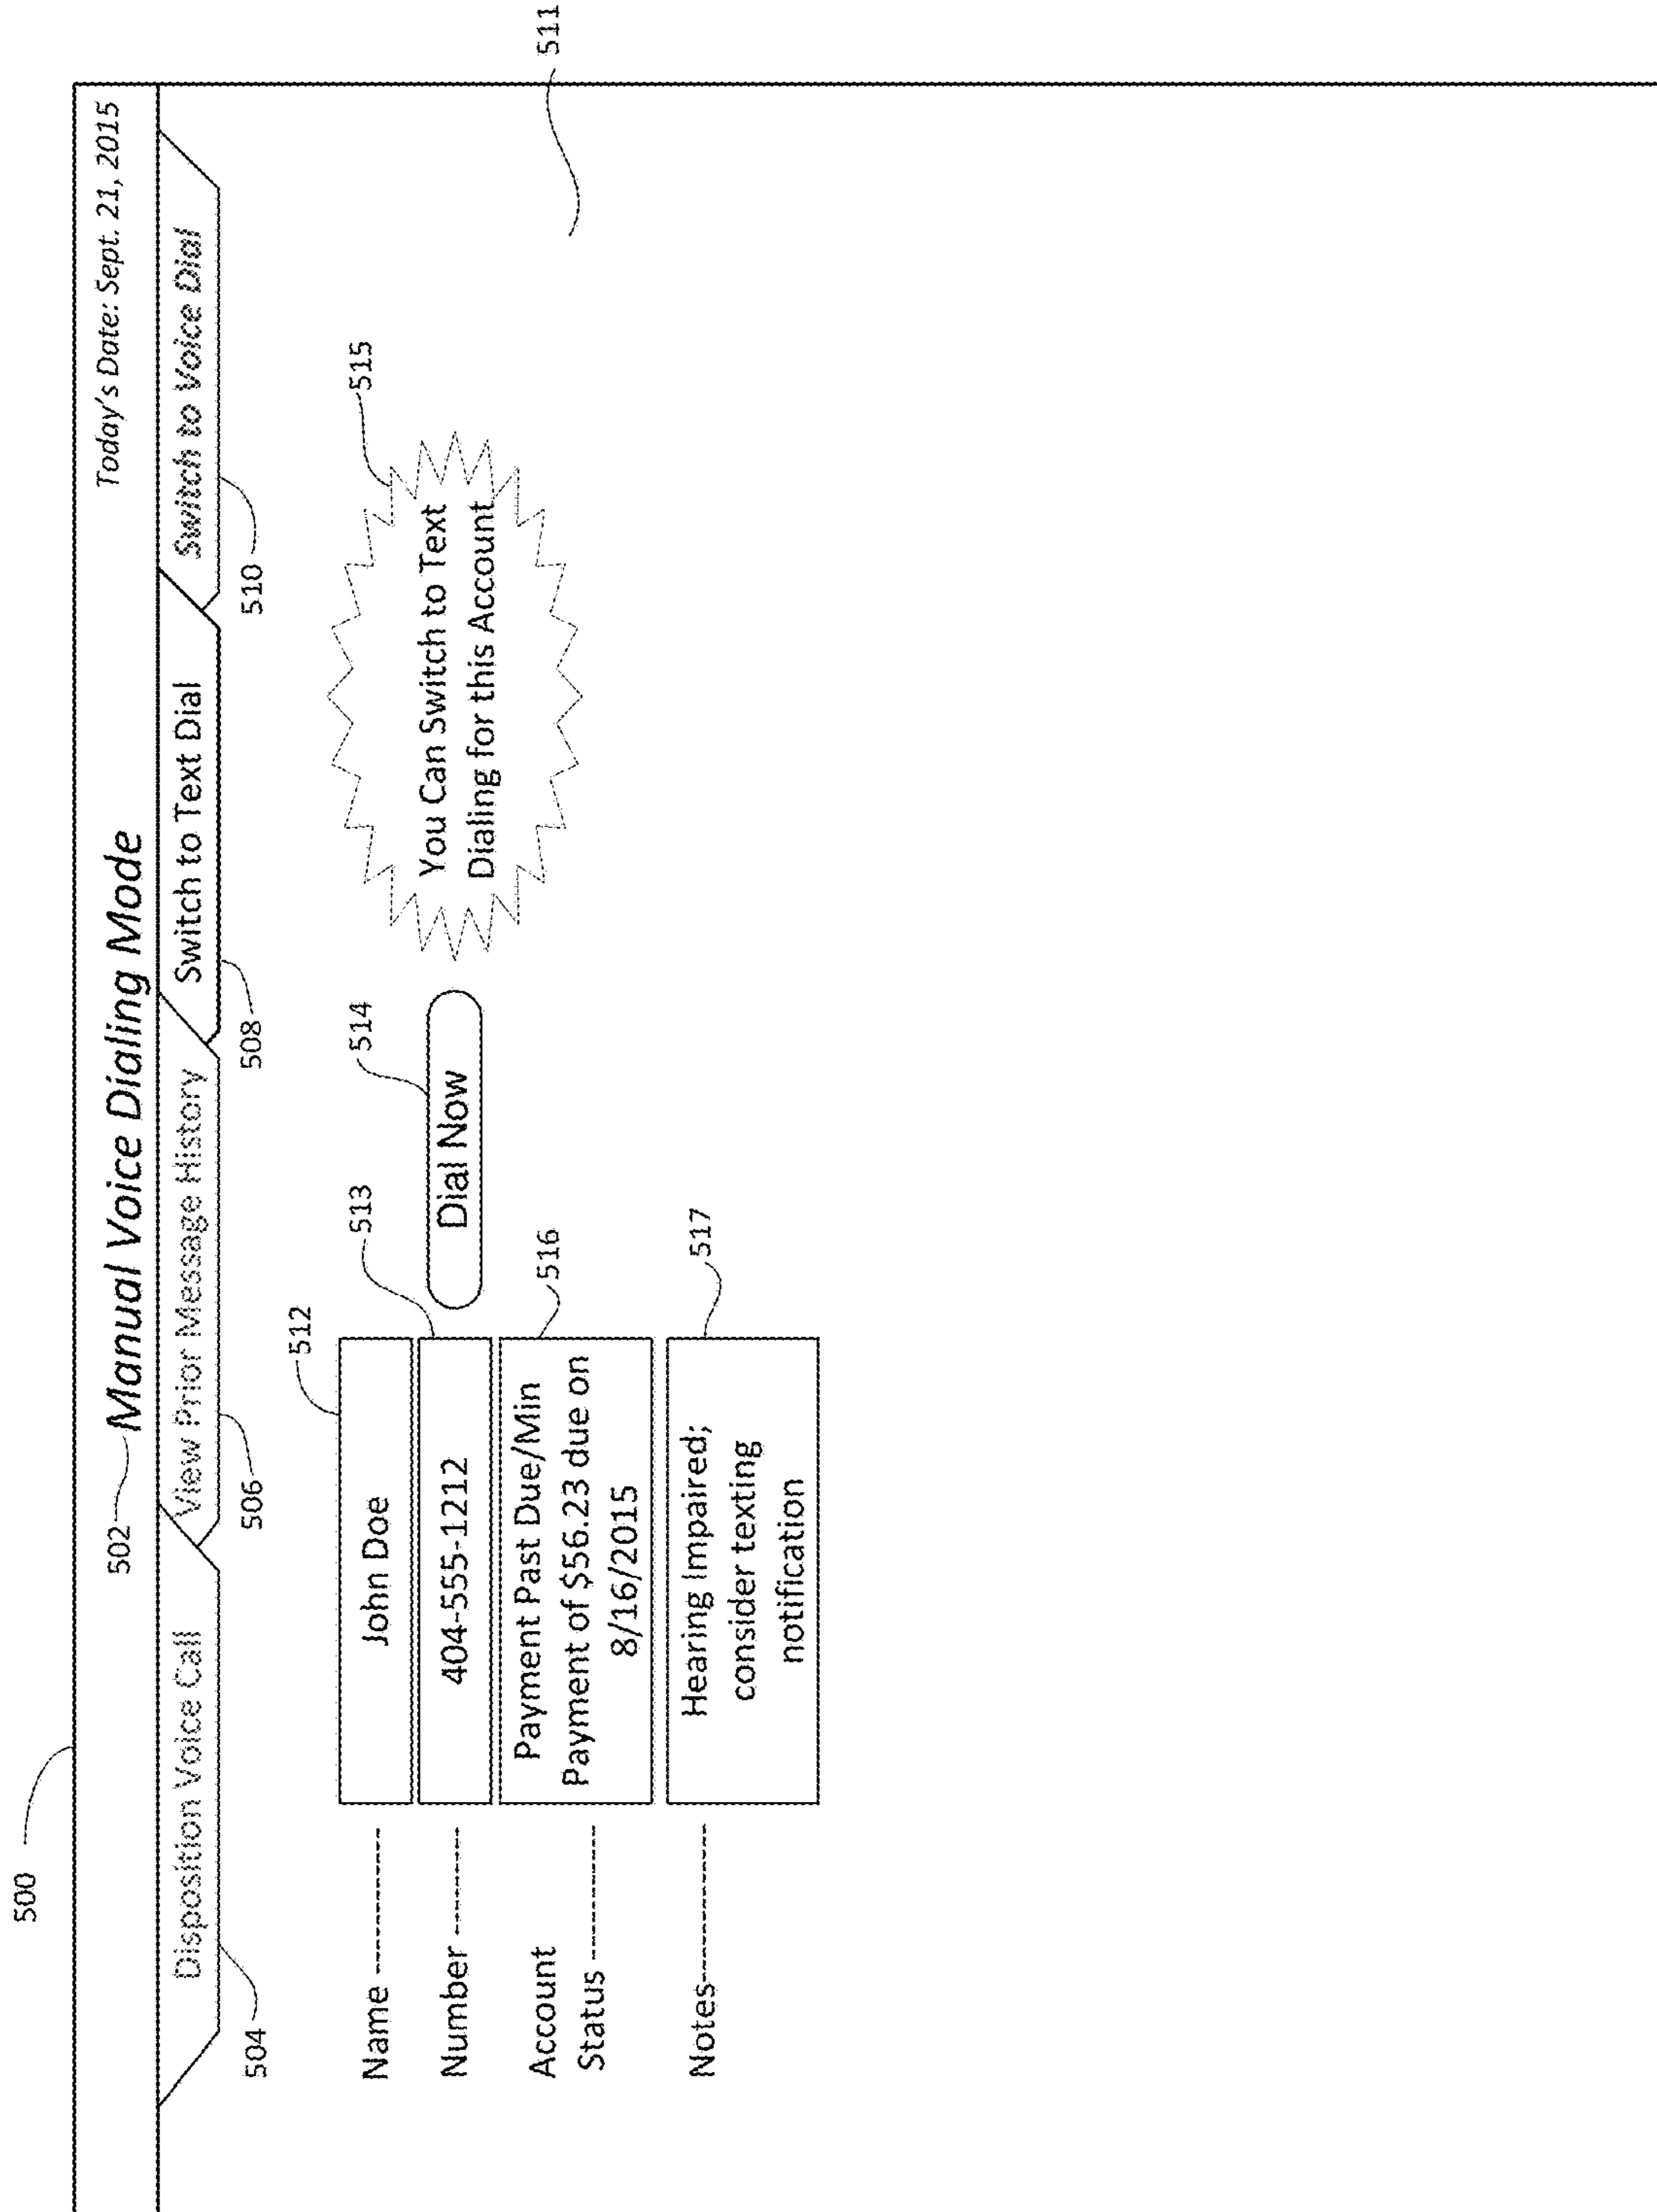 500
502
Manual Voice Dialing Mode
Today's Date: Sept. 21, 2015
Disposition Voice Call
View Prior Message History
Switch to Text Dial
Switch to Voice Dial
504
506
508
510
512
513
514
515
511
Name
John Doe
Number
404-555-1212
Dial Now
You Can Switch to Text
Dialing for this Account
Account
Status
Payment Past Due/Min
Payment of $56.23 due on
8/16/2015
516
Notes
Hearing Impaired;
consider texting
notification
517